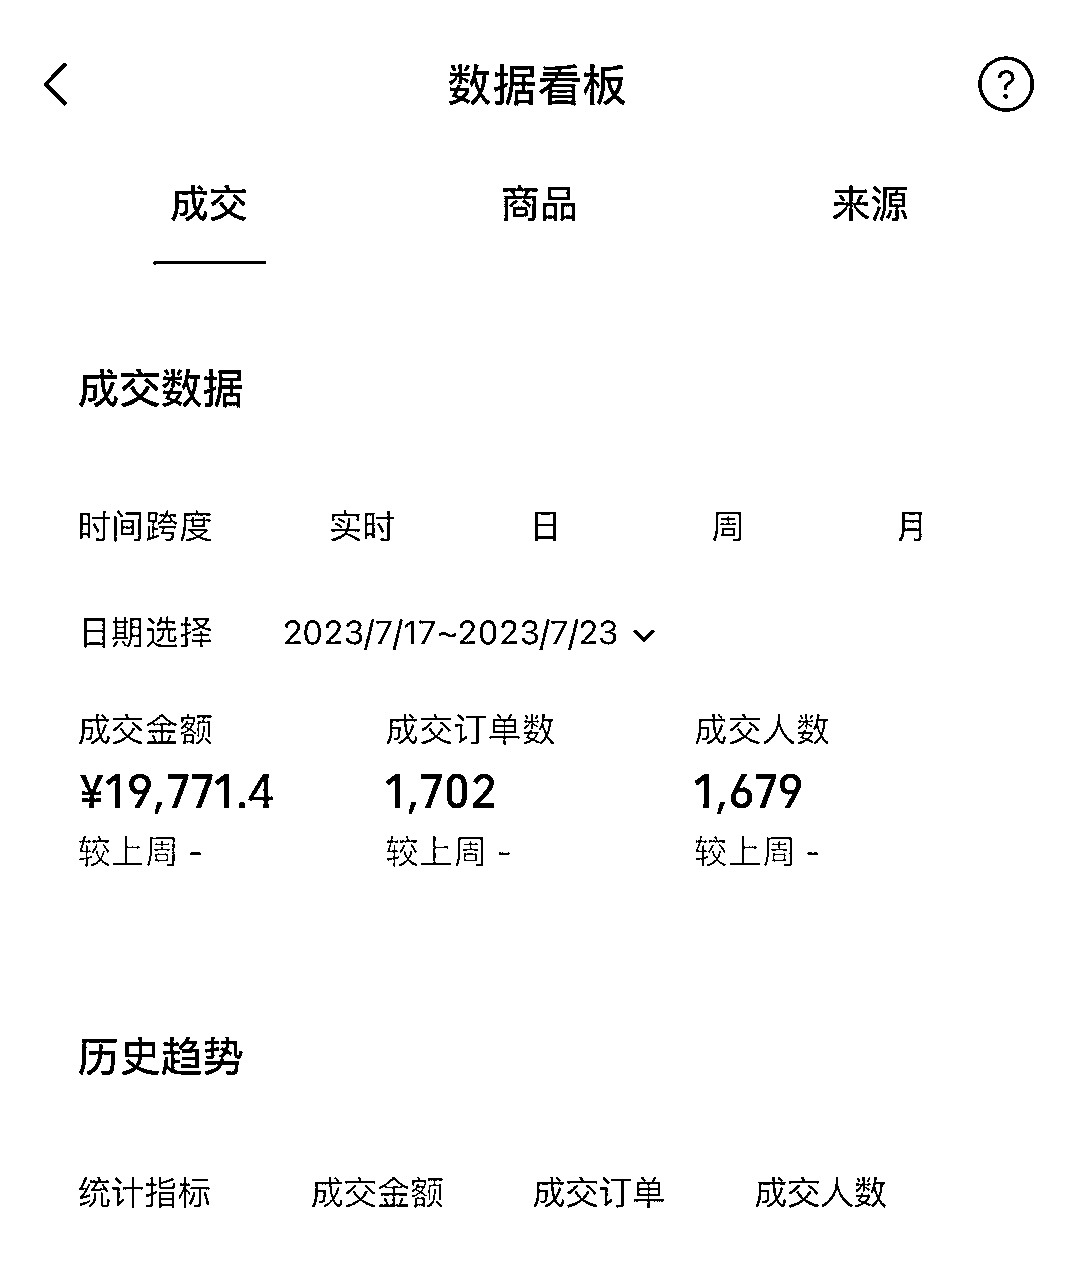 数据看板
?
成交 商品 来源
成交数据
时间跨度 实时 日 周 月
日期选择 2023/7/17~2023/7/23
成交金额 成交订单数 成交人数
¥19,771.4 1,702 1,679
较上周 - 较上周 - 较上周 -
历史趋势
统计指标 成交金额 成交订单 成交人数